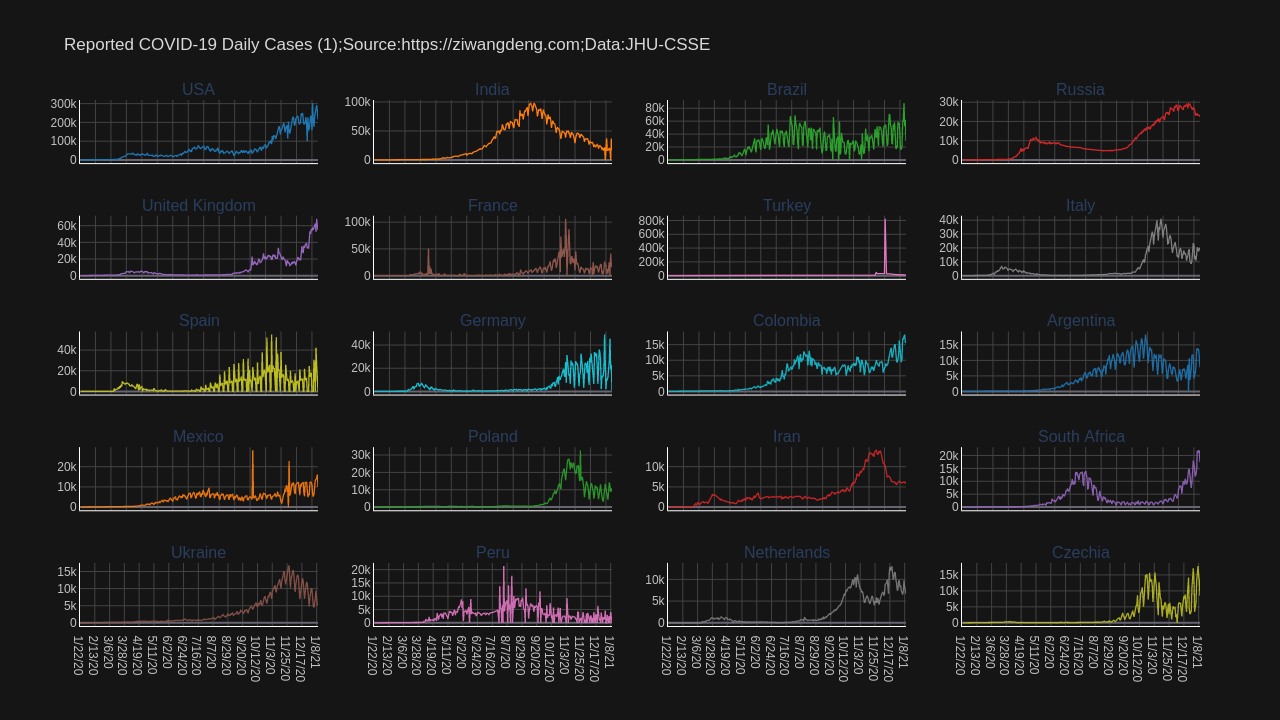 Reported COVID-19 Daily Cases (1);Source:https://ziwangdeng.com;Data:JHU-CSSE
USA
India
Brazil
Russia
300k
200k
100k
0
100k
50k
0
80k
60k
40k
20k
0
30k
20k
10k
0
United Kingdom
France
Turkey
Italy
60k
40k
20k
0
100k
50k
0
800k
600k
400k
200k
0
40k
30k
20k
10k
0
Spain
Germany
Colombia
Argentina
40k
20k
0
40k
20k
0
15k
10k
5k
0
15k
10k
5k
0
Mexico
Poland
Iran
South Africa
20k
10k
0
30k
20k
10k
0
10k
5k
0
20k
15k
10k
5k
0
Ukraine
Peru
Netherlands
Czechia
15k
10k
5k
0
20k
15k
10k
5k
0
10k
5k
0
15k
10k
5k
0
1/22/20
2/13/20
3/6/20
3/28/20
4/19/20
5/11/20
6/2/20
6/24/20
7/16/20
8/7/20
8/29/20
9/20/20
10/12/20
11/3/20
11/25/20
12/17/20
1/8/21
1/22/20
2/13/20
3/6/20
3/28/20
4/19/20
5/11/20
6/2/20
6/24/20
7/16/20
8/7/20
8/29/20
9/20/20
10/12/20
11/3/20
11/25/20
12/17/20
1/8/21
1/22/20
2/13/20
3/6/20
3/28/20
4/19/20
5/11/20
6/2/20
6/24/20
7/16/20
8/7/20
8/29/20
9/20/20
10/12/20
11/3/20
11/25/20
12/17/20
1/8/21
1/22/20
2/13/20
3/6/20
3/28/20
4/19/20
5/11/20
6/2/20
6/24/20
7/16/20
8/7/20
8/29/20
9/20/20
10/12/20
11/3/20
11/25/20
12/17/20
1/8/21